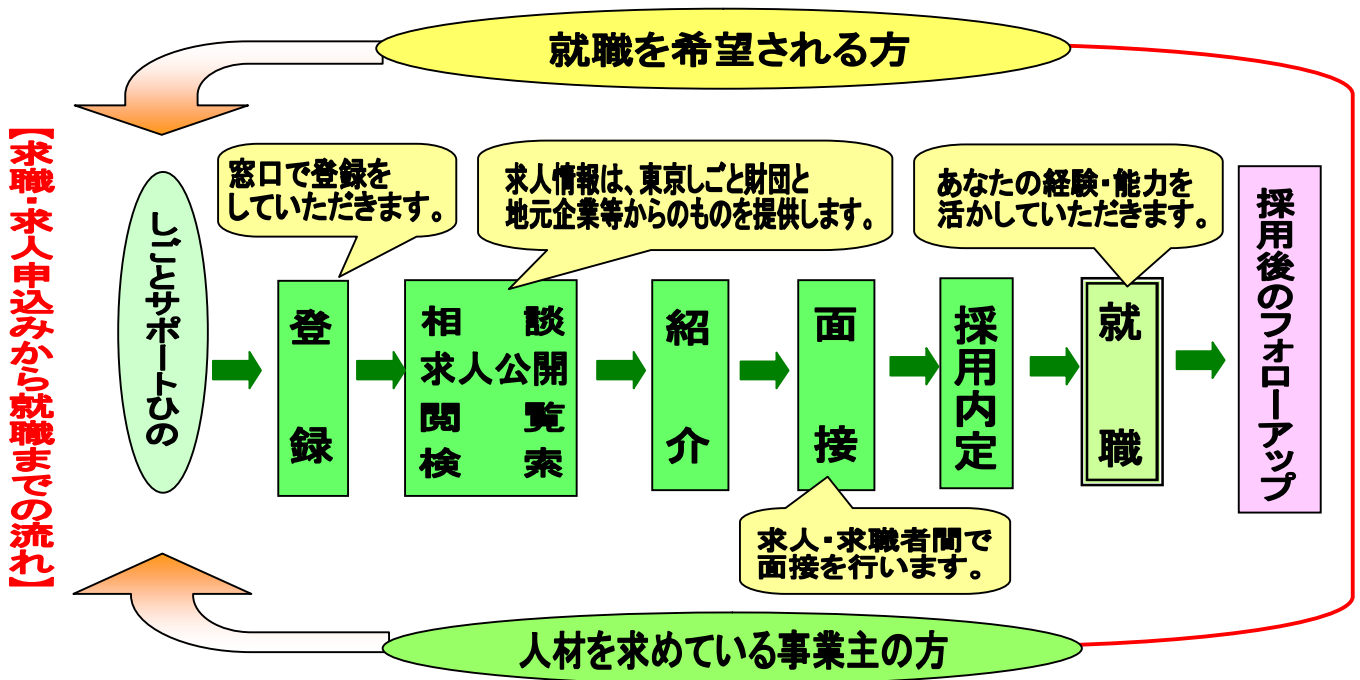 就職を希望される方
【求職・求人申込みから就職までの流れ】
しごとサポートひの
窓口で登録を
していただきます。
求人情報は、東京しごと財団と
地元企業等からのものを提供します。
あなたの経験・能力を
活かしていただきます。
登録
相談
求人公開
閲覧
検索
紹介
面接
採用内定
就職
採用後のフォローアップ
求人・求職者間で
面接を行います。
人材を求めている事業主の方